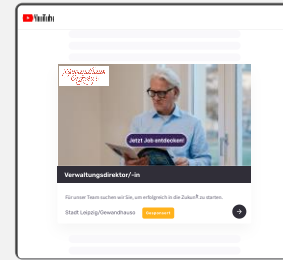 YouTube
Gewandhaus
Jetzt Job entdecken!
Verwaltungsdirektor/-in
Für unser Team suchen wir Sie, um erfolgreich in die Zukunft zu starten.
Stadt Leipzig/Gewandhaus